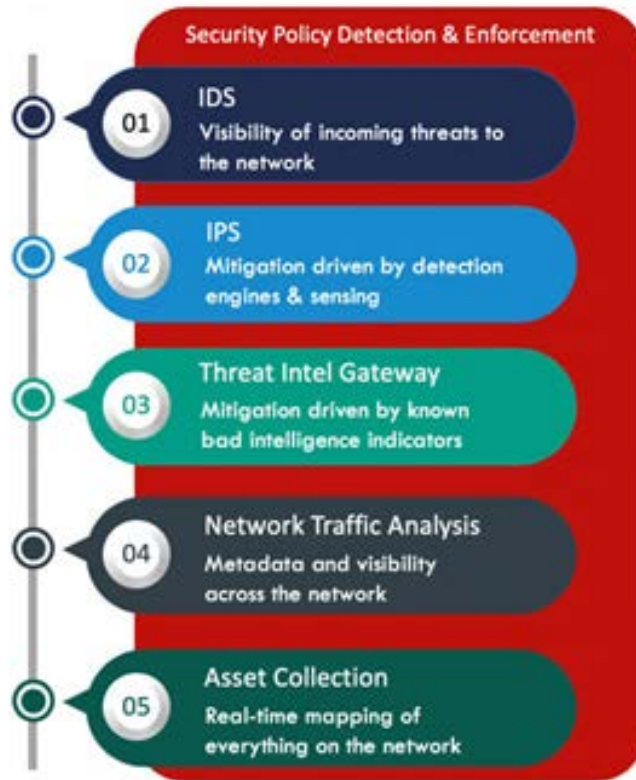 Security Policy Detection & Enforcement
01
IDS
Visibility of incoming threats to
the network
02
IPS
Mitigation driven by detection
engines & sensing
03
Threat Intel Gateway
Mitigation driven by known
bad intelligence indicators
04
Network Traffic Analysis
Metadata and visibility
across the network
05
Asset Collection
Real-time mapping of
everything on the network